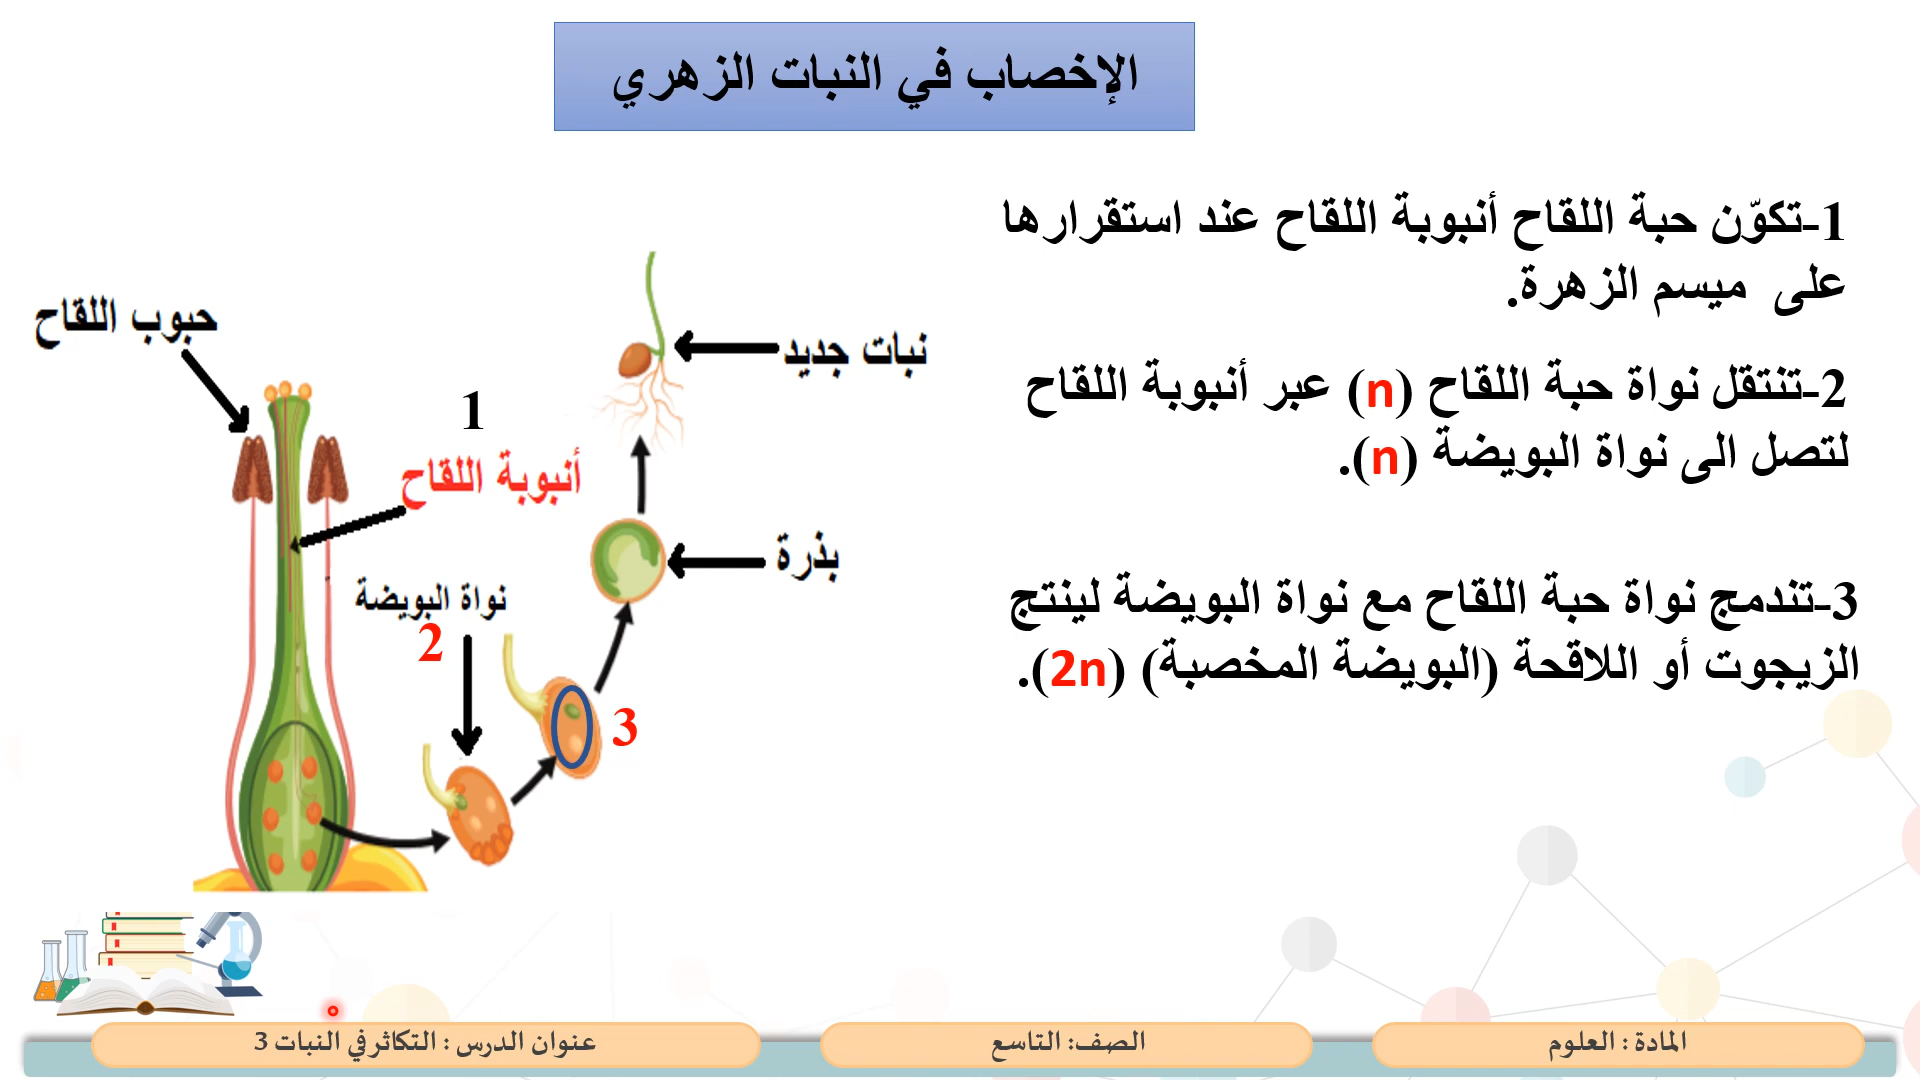 الإخصاب في النبات الزهري
1-تكوّن حبة اللقاح أنبوبة اللقاح عند استقرارها
على ميسم الزهرة.
2-تنتقل نواة حبة اللقاح (n) عبر أنبوبة اللقاح
لتصل الى نواة البويضة (n).
3-تندمج نواة حبة اللقاح مع نواة البويضة لينتج
الزيجوت أو اللاقحة (البويضة المخصبة) (2n).
حبوب اللقاح
نبات جديد
1
أنبوبة اللقاح
بذرة
نواة البويضة
2
3
المادة : العلوم
الصف: التاسع
عنوان الدرس : التكاثر في النبات 3